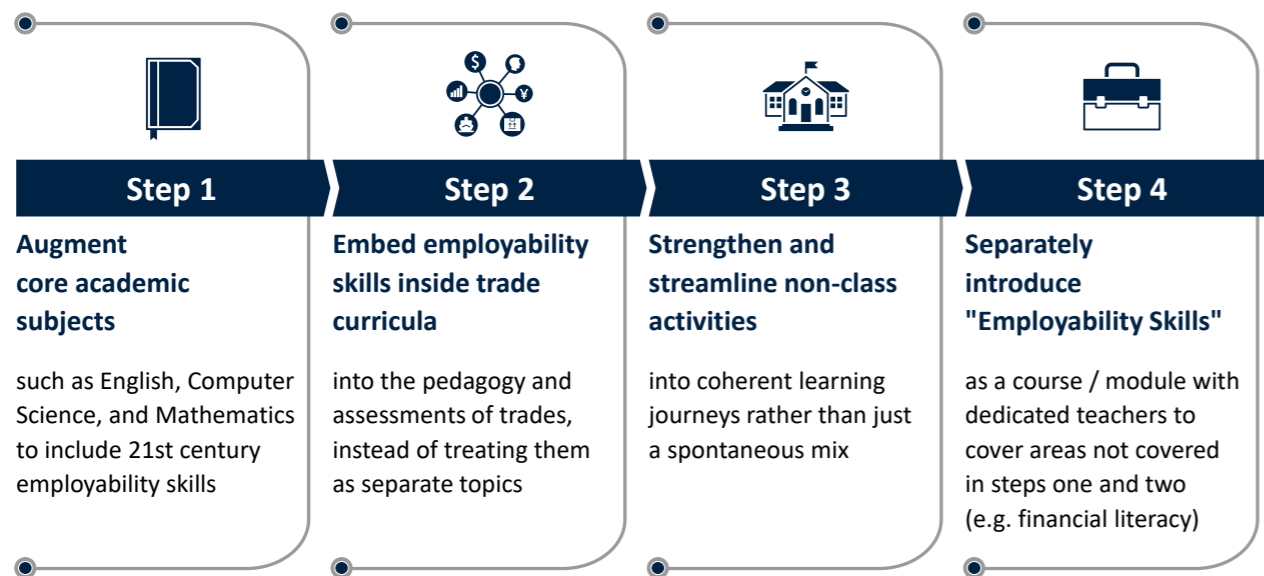 Step 1
Augment
core academic
subjects
such as English, Computer
Science, and Mathematics
to include 21st century
employability skills
Step 2
Embed employability
skills inside trade
curricula
into the pedagogy and
assessments of trades,
instead of treating them
as separate topics
Step 3
Strengthen and
streamline non-class
activities
into coherent learning
journeys rather than just
a spontaneous mix
Step 4
Separately
introduce
"Employability Skills"
as a course / module with
dedicated teachers to
cover areas not covered
in steps one and two
(e.g. financial literacy)